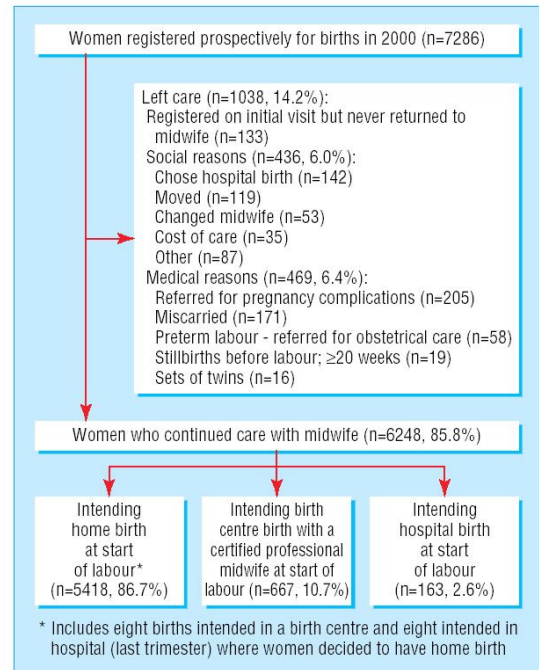 Women registered prospectively for births in 2000 (n=7286)
Left care (n=1038, 14.2%):
Registered on initial visit but never returned to
midwife (n=133)
Social reasons (n=436, 6.0%):
Chose hospital birth (n=142)
Moved (n=119)
Changed midwife (n=53)
Cost of care (n=35)
Other (n=87)
Medical reasons (n=469, 6.4%):
Referred for pregnancy complications (n=205)
Miscarried (n=171)
Preterm labour - referred for obstetrical care (n=58)
Stillbirths before labour; ≥20 weeks (n=19)
Sets of twins (n=16)
Women who continued care with midwife (n=6248, 85.8%)
Intending
home birth
at start
of labour*
(n=5418, 86.7%)
Intending birth
centre birth with a
certified professional
midwife at start of
labour (n=667, 10.7%)
Intending
hospital birth
at start
of labour
(n=163, 2.6%)
* Includes eight births intended in a birth centre and eight intended in
hospital (last trimester) where women decided to have home birth